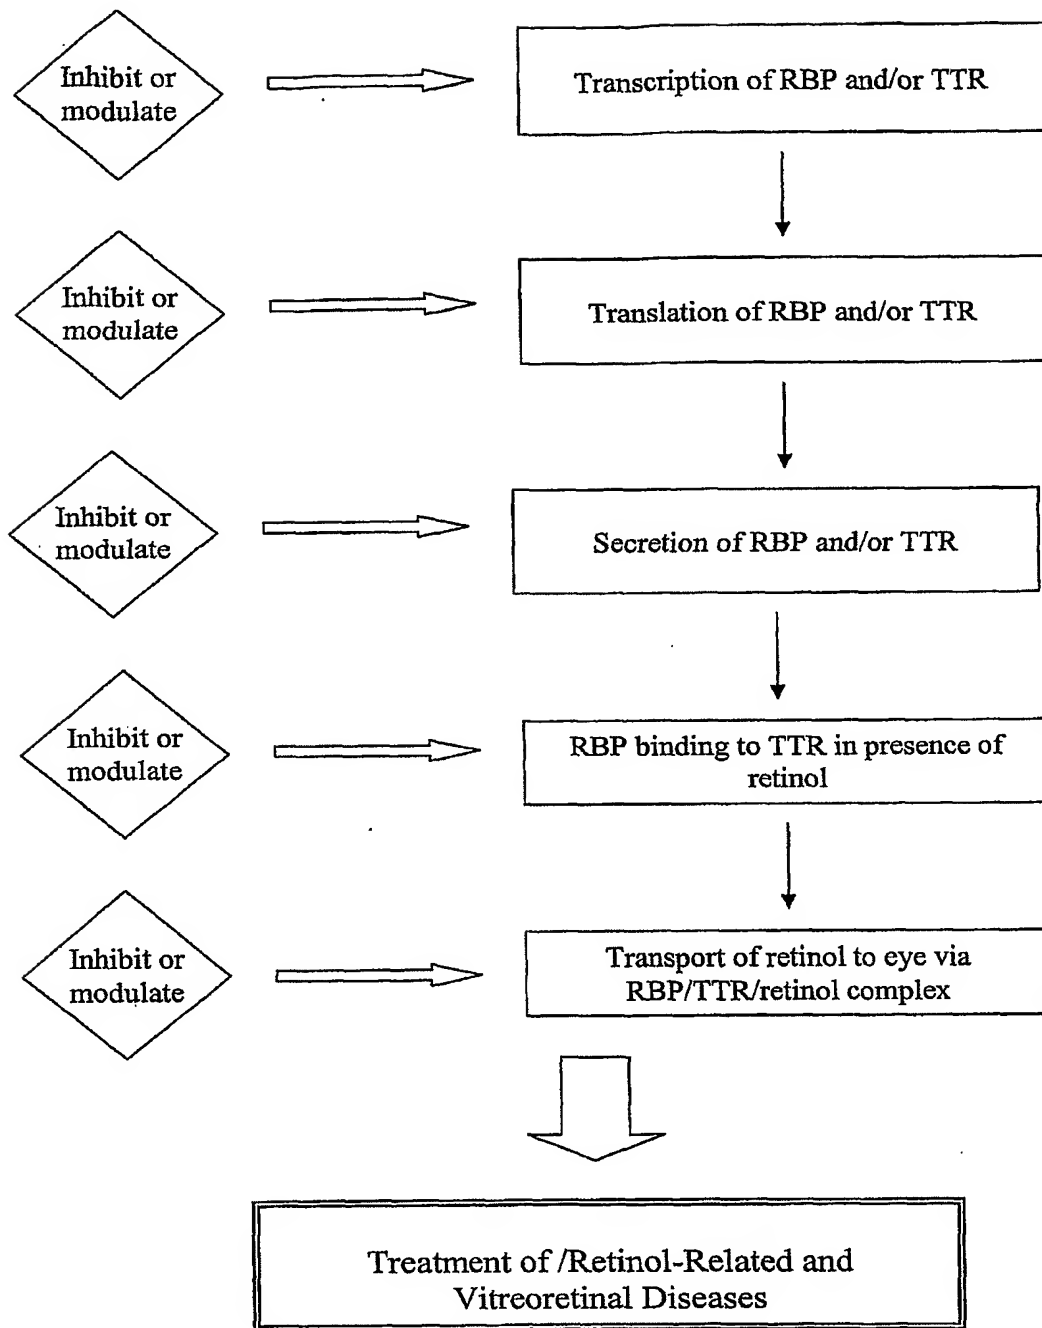 Inhibit or
modulate
Transcription of RBP and/or TTR
Inhibit or
modulate
Translation of RBP and/or TTR
Inhibit or
modulate
Secretion of RBP and/or TTR
Inhibit or
modulate
RBP binding to TTR in presence of
retinol
Inhibit or
modulate
Transport of retinol to eye via
RBP/TTR/retinol complex
Treatment of /Retinol-Related and
Vitreoretinal Diseases